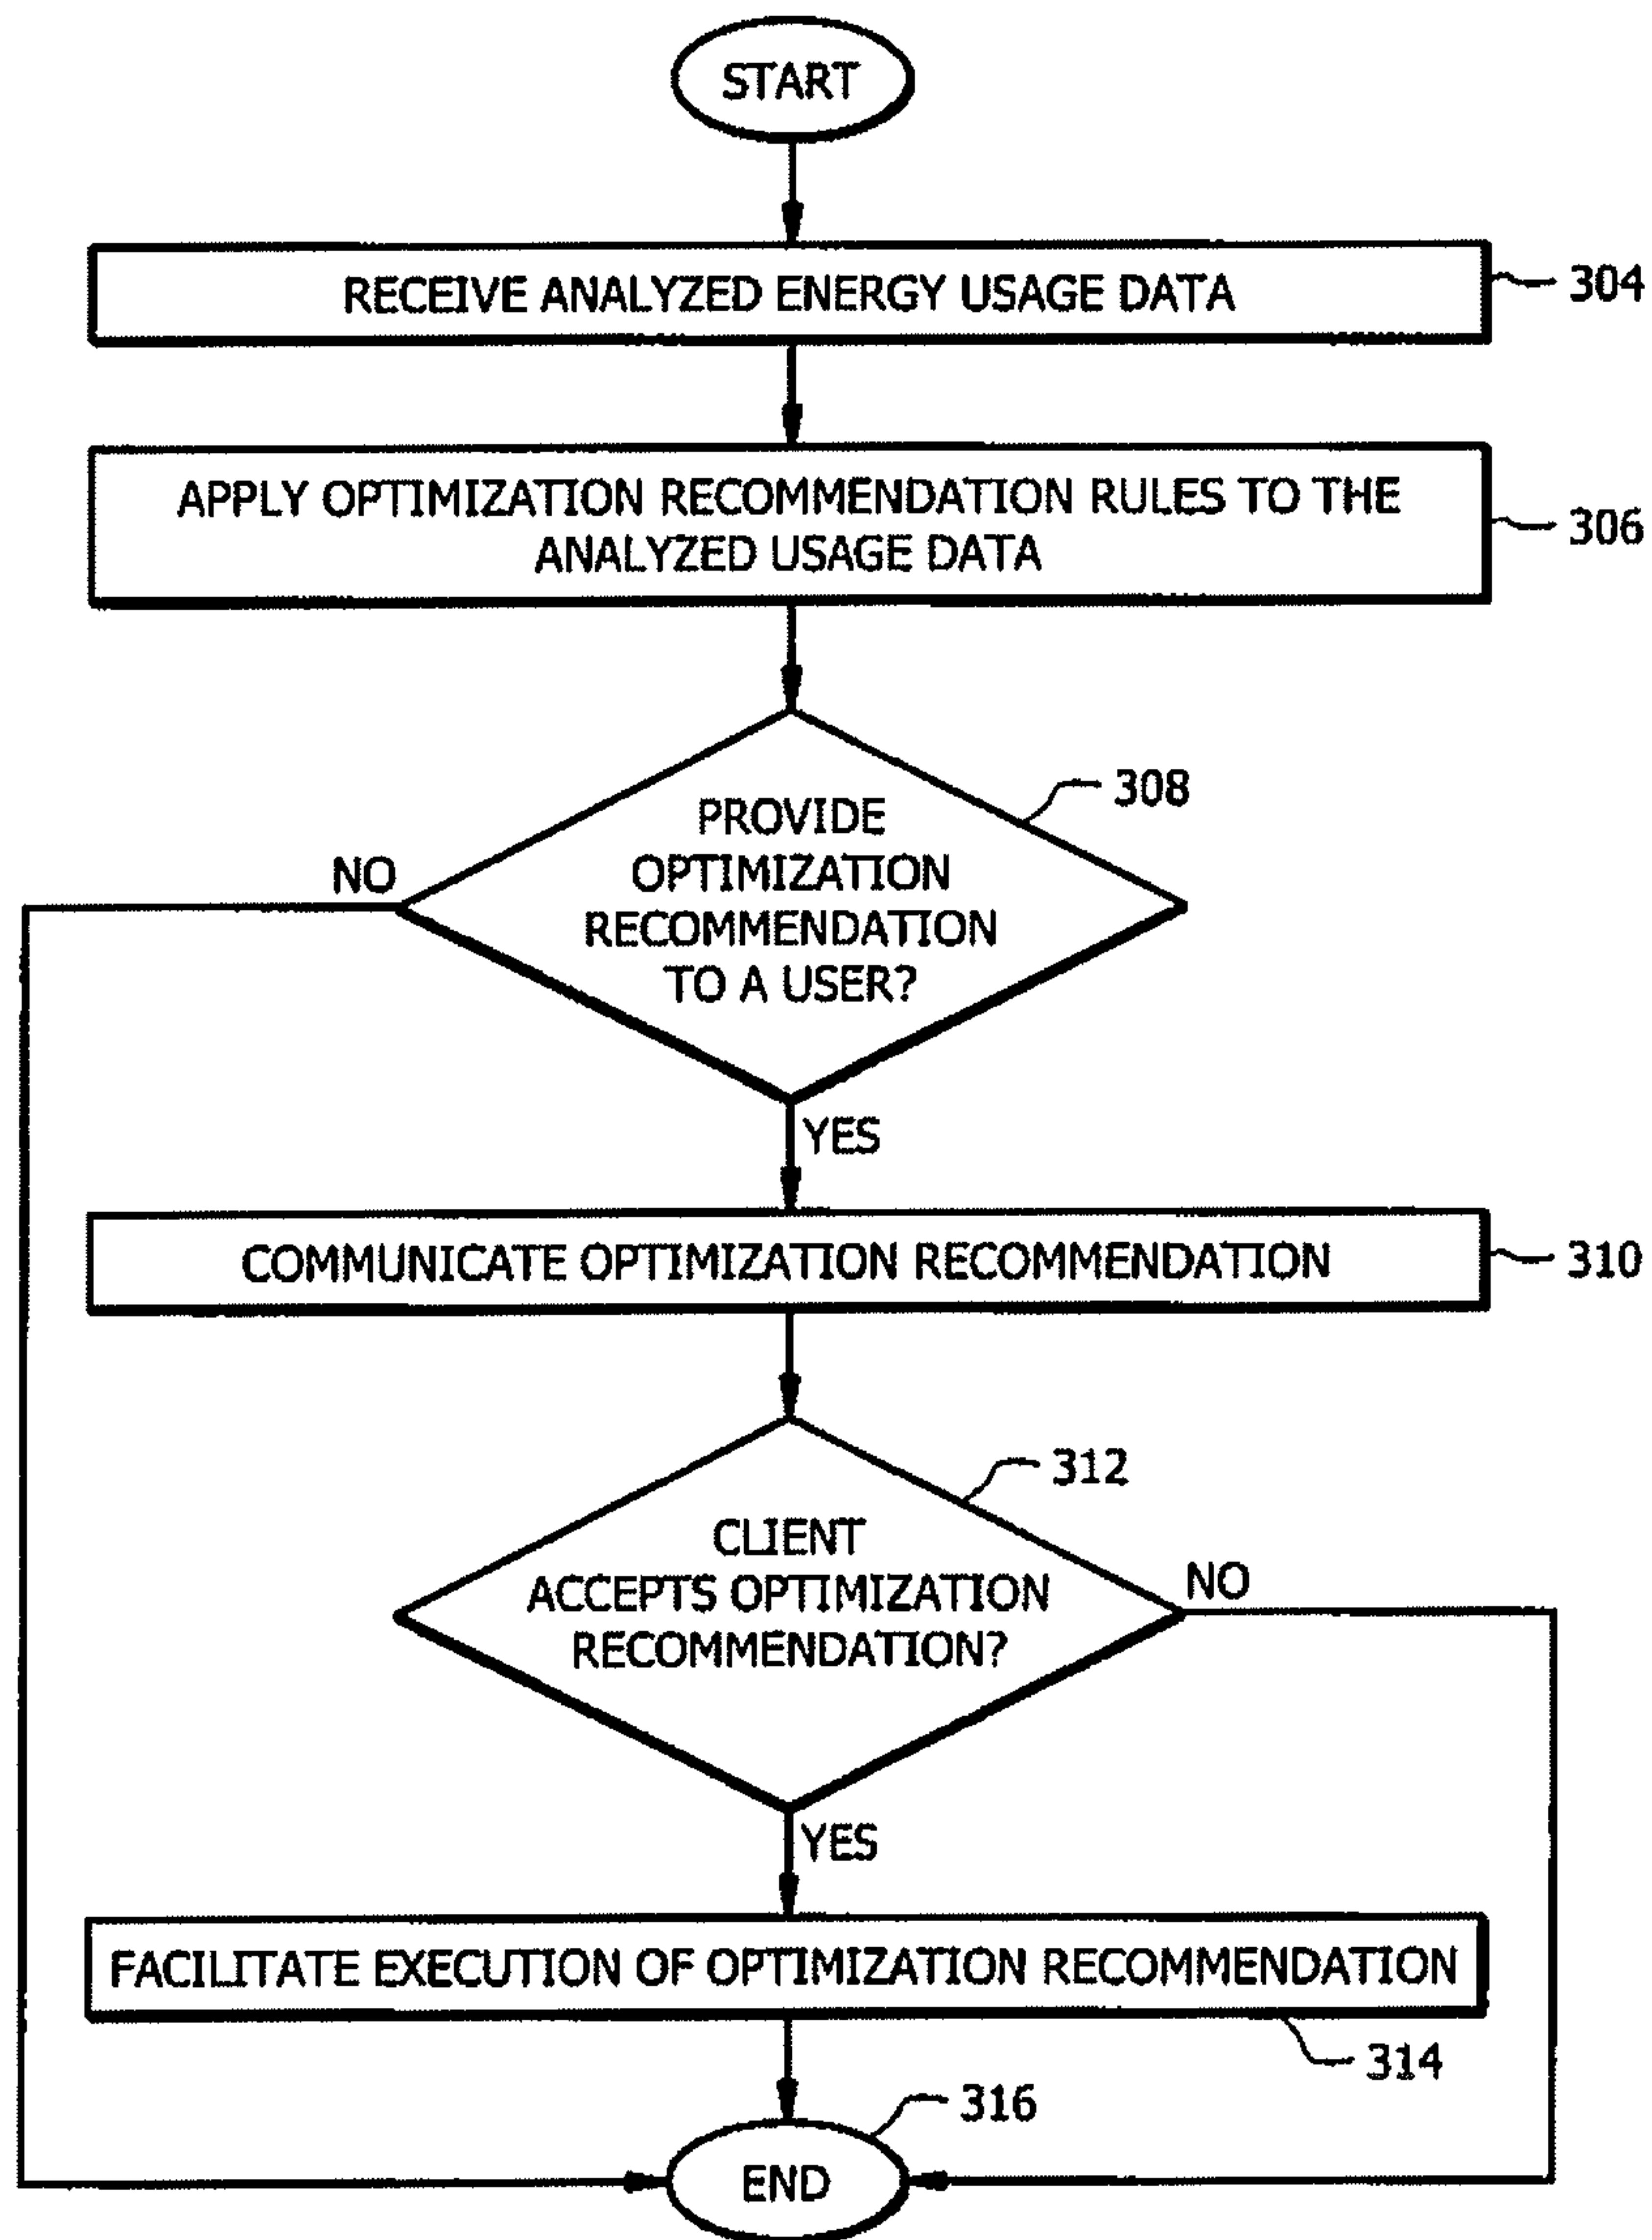 START
RECEIVE ANALYZED ENERGY USAGE DATA
304
APPLY OPTIMIZATION RECOMMENDATION RULES TO THE
ANALYZED USAGE DATA
306
308
PROVIDE
OPTIMIZATION
RECOMMENDATION
TO A USER?
NO
YES
COMMUNICATE OPTIMIZATION RECOMMENDATION
310
312
CLIENT
ACCEPTS OPTIMIZATION
RECOMMENDATION?
NO
YES
FACILITATE EXECUTION OF OPTIMIZATION RECOMMENDATION
314
316
END